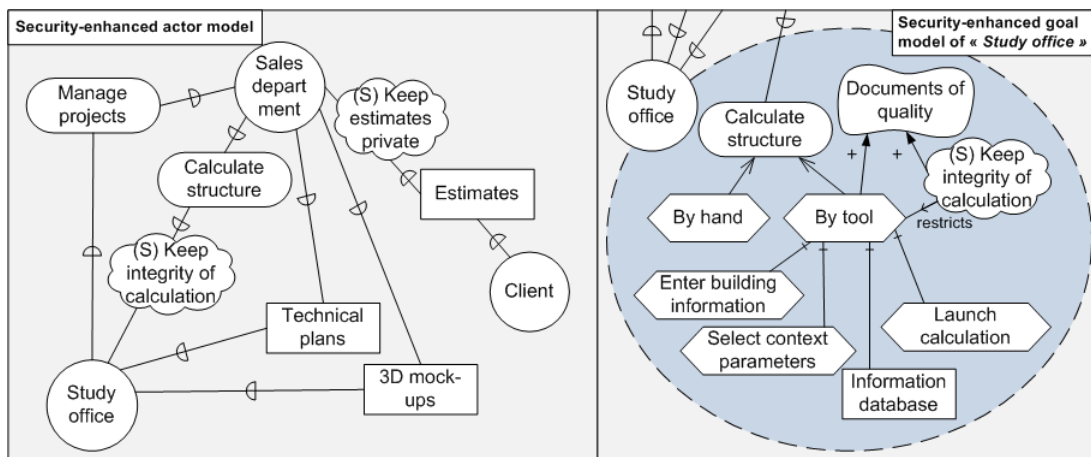 Security-enhanced actor model
Sales
depart
ment
Manage
projects
(S) Keep
estimates
private
Calculate
structure
Estimates
(S) Keep
integrity of
calculation
Client
Technical
plans
3D mock-
ups
Study
office
Security-enhanced goal
model of « Study office »
Study
office
Calculate
structure
Documents of
quality
+ +
(S) Keep
integrity of
calculation
By hand
By tool
restricts
Enter building
information
Launch
calculation
Select context
parameters
Information
database